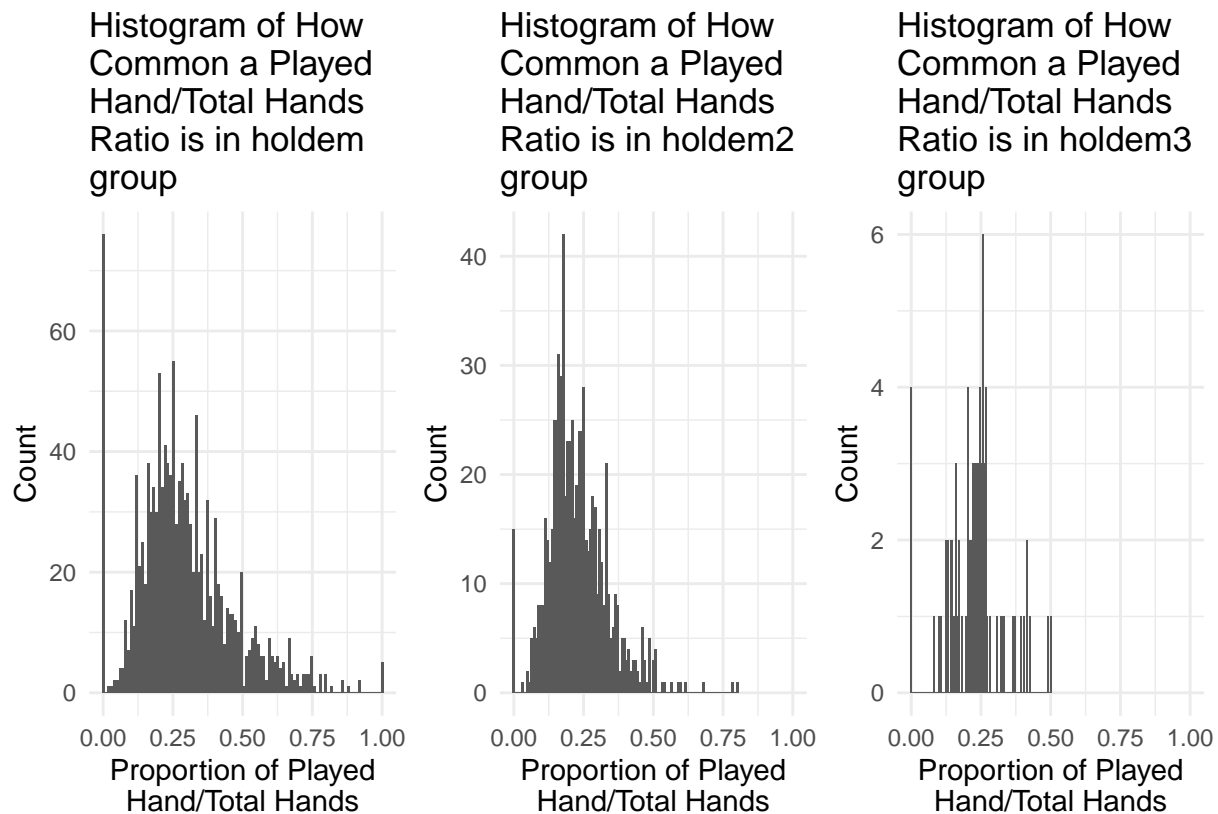 Histogram of How
Common a Played
Hand/Total Hands
Ratio is in holdem
group
60
40
20
0
Count
0.00 0.25 0.50 0.75 1.00
Proportion of Played
Hand/Total Hands
Histogram of How
Common a Played
Hand/Total Hands
Ratio is in holdem2
group
40
30
20
10
0
Count
0.00 0.25 0.50 0.75 1.00
Proportion of Played
Hand/Total Hands
Histogram of How
Common a Played
Hand/Total Hands
Ratio is in holdem3
group
6
4
2
0
Count
0.00 0.25 0.50 0.75 1.00
Proportion of Played
Hand/Total Hands